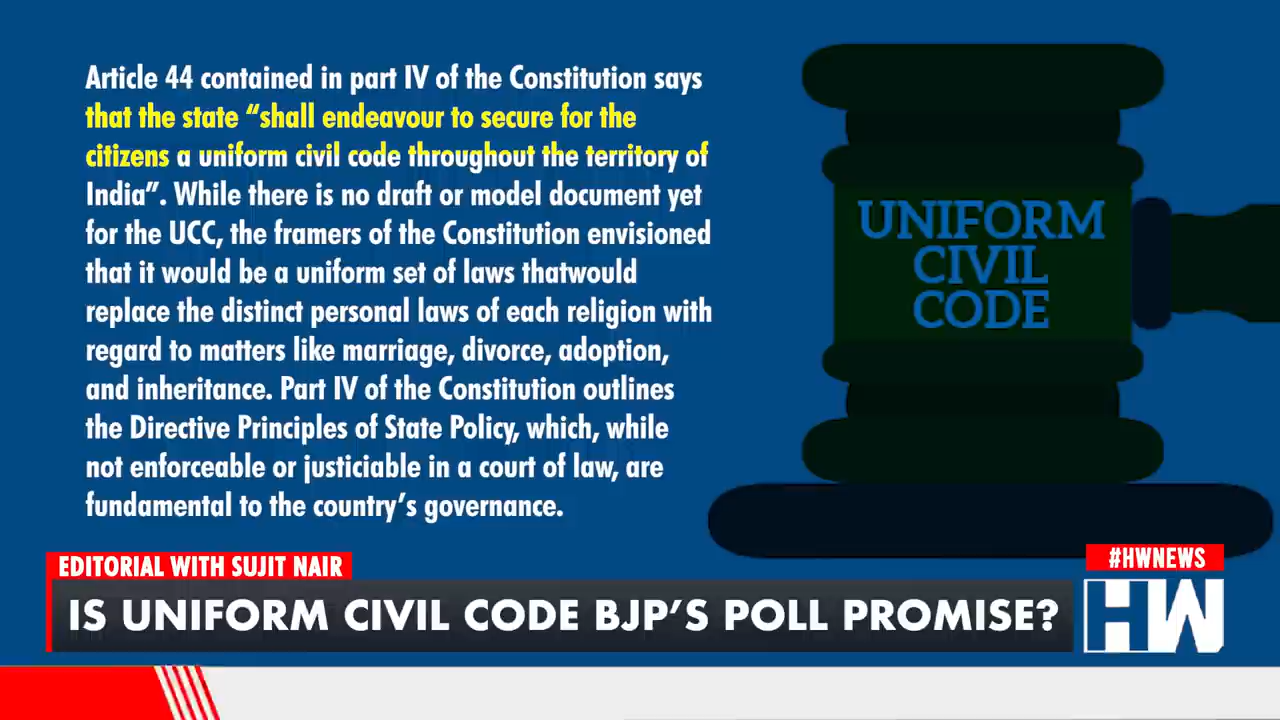 Article 44 contained in part IV of the Constitution says
that the state “shall endeavour to secure for the
citizens a uniform civil code throughout the territory of
India”. While there is no draft or model document yet
for the UCC, the framers of the Constitution envisioned
that it would be a uniform set of laws thatwould
replace the distinct personal laws of each religion with
regard to matters like marriage, divorce, adoption,
and inheritance. Part IV of the Constitution outlines
the Directive Principles of State Policy, which, while
not enforceable or justiciable in a court of law, are
fundamental to the country’s governance.
UNIFORM
CIVIL
CODE
EDITORIAL WITH SUJIT NAIR
IS UNIFORM CIVIL CODE BJP’S POLL PROMISE?
#HWNEWS
HW